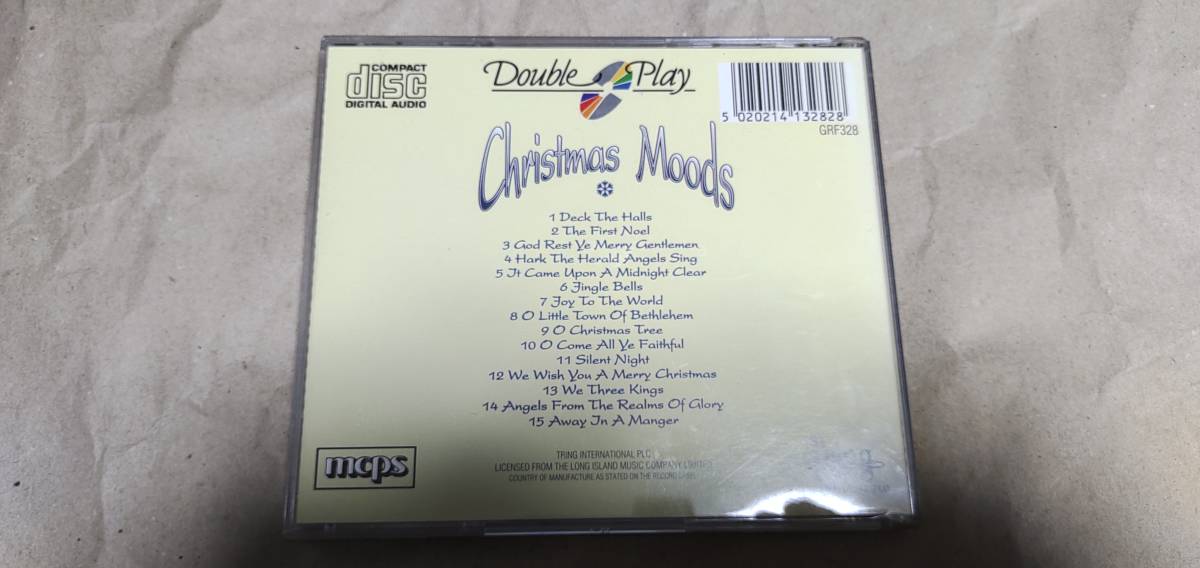 COMPACT
disc
DIGITAL AUDIO
Double Play
5 020214 132828
GRF328
Christmas Moods
1 Deck The Halls
2 The First Noel
3 God Rest Ye Merry Gentlemen
4 Hark The Herald Angels Sing
5 It Came Upon A Midnight Clear
6 Jingle Bells
7 Joy To The World
8 O Little Town Of Bethlehem
9 O Christmas Tree
10 O Come All Ye Faithful
11 Silent Night
12 We Wish You A Merry Christmas
13 We Three Kings
14 Angels From The Realms Of Glory
15 Away In A Manger
mcps
TRING INTERNATIONAL PLC
LICENSED FROM THE LONG ISLAND MUSIC COMPANY LIMITED
COUNTRY OF MANUFACTURE AS STATED ON THE RECORD LABEL